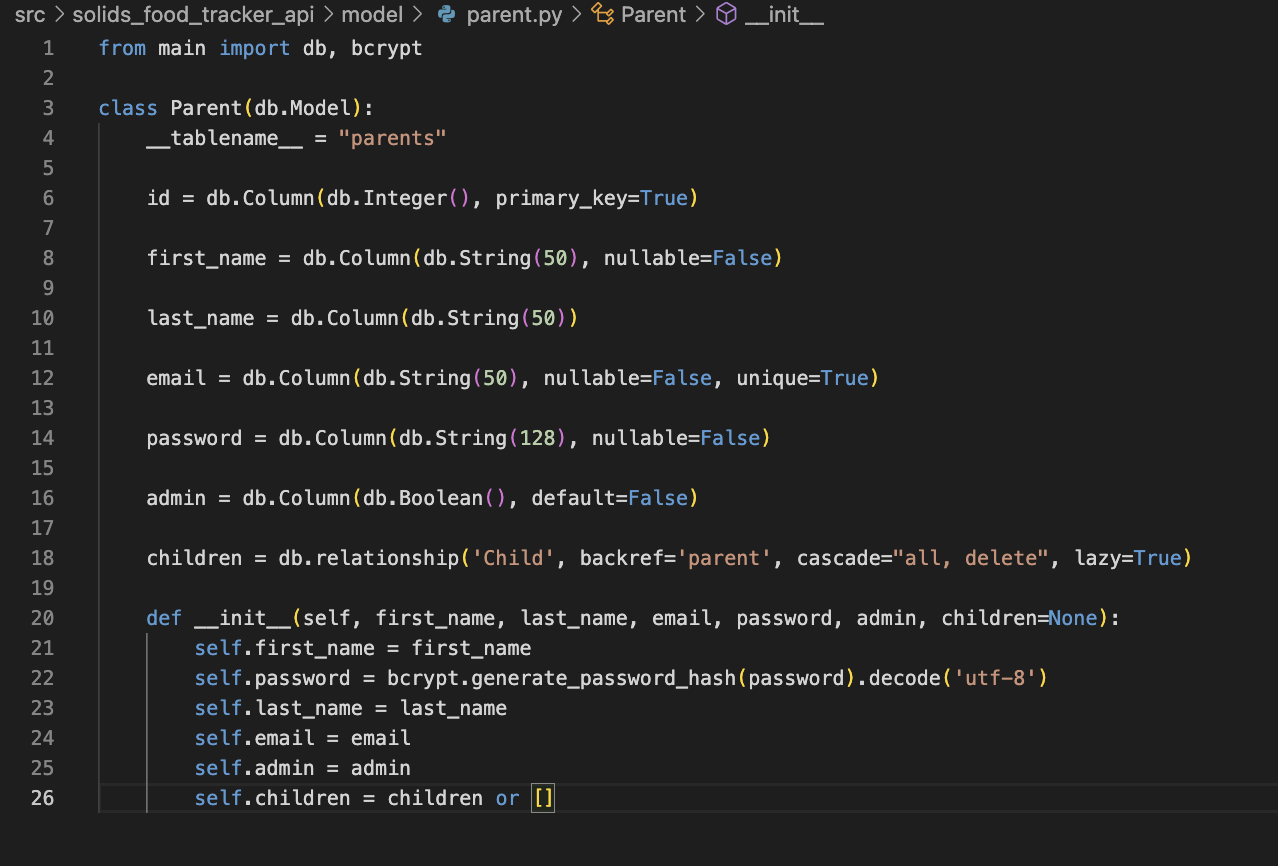 src > solids_food_tracker_api > model > parent.py > Parent > __init__
1 from main import db, bcrypt
2
3 class Parent(db.Model):
4     __tablename__ = "parents"
5
6     id = db.Column(db.Integer(), primary_key=True)
7
8     first_name = db.Column(db.String(50), nullable=False)
9
10     last_name = db.Column(db.String(50))
11
12     email = db.Column(db.String(50), nullable=False, unique=True)
13
14     password = db.Column(db.String(128), nullable=False)
15
16     admin = db.Column(db.Boolean(), default=False)
17
18     children = db.relationship('Child', backref='parent', cascade="all, delete", lazy=True)
19
20     def __init__(self, first_name, last_name, email, password, admin, children=None):
21         self.first_name = first_name
22         self.password = bcrypt.generate_password_hash(password).decode('utf-8')
23         self.last_name = last_name
24         self.email = email
25         self.admin = admin
26         self.children = children or []